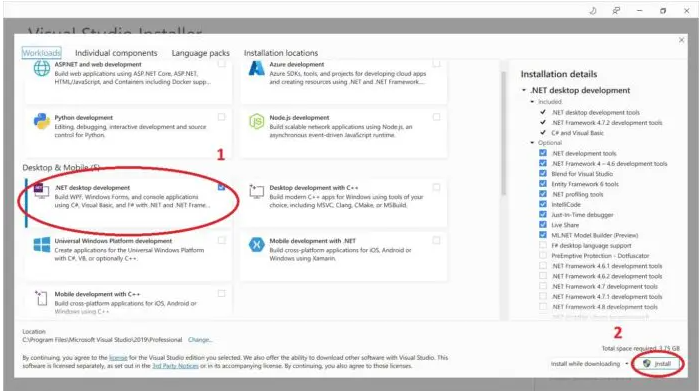 Visual Studio Installer
Workloads
Individual components
Language packs
Installation locations
ASP.NET and web development
Build web applications using ASP.NET Core, ASP.NET,
HTML/JavaScript, and Containers including Docker supp...
Azure development
Azure SDKs, tools, and projects for developing cloud apps
and creating resources using .NET and .NET Framework....
Python development
Editing, debugging, interactive development and source
control for Python.
Node.js development
Build scalable network applications using Node.js, an
asynchronous event-driven JavaScript runtime.
1
Desktop & Mobile (5)
.NET desktop development
Build WPF, Windows Forms, and console applications
using C#, Visual Basic, and F# with .NET and .NET Frame...
Desktop development with C++
Build modern C++ apps for Windows using tools of your
choice, including MSVC, Clang, CMake, or MSBuild.
Universal Windows Platform development
Create applications for the Universal Windows Platform
with C#, VB, or optionally C++.
Mobile development with .NET
Build cross-platform applications for iOS, Android or
Windows using Xamarin.
Mobile development with C++
Build cross-platform applications for iOS, Android or
Windows using C++
Installation details
.NET desktop development
Included
.NET desktop development tools
.NET Framework 4.7.2 development tools
C# and Visual Basic
Optional
.NET development tools
.NET Framework 4 – 4.6 development tools
Blend for Visual Studio
Entity Framework 6 tools
.NET profiling tools
IntelliCode
Just-In-Time debugger
Live Share
ML.NET Model Builder (Preview)
F# desktop language support
PreEmptive Protection - Dotfuscator
.NET Framework 4.6.1 development tools
.NET Framework 4.6.2 development tools
.NET Framework 4.7 development tools
.NET Framework 4.7.1 development tools
.NET Framework 4.8 development tools
Location
C:\Program Files\Microsoft Visual Studio\2019\Professional Change...
2
Total space required 3.75 GB
By continuing, you agree to the license for the Visual Studio edition you selected. We also offer the ability to download other software with Visual Studio. This
software is licensed separately, as set out in the 3rd Party Notices or in its accompanying license. By continuing, you also agree to those licenses.
Install while downloading
Install